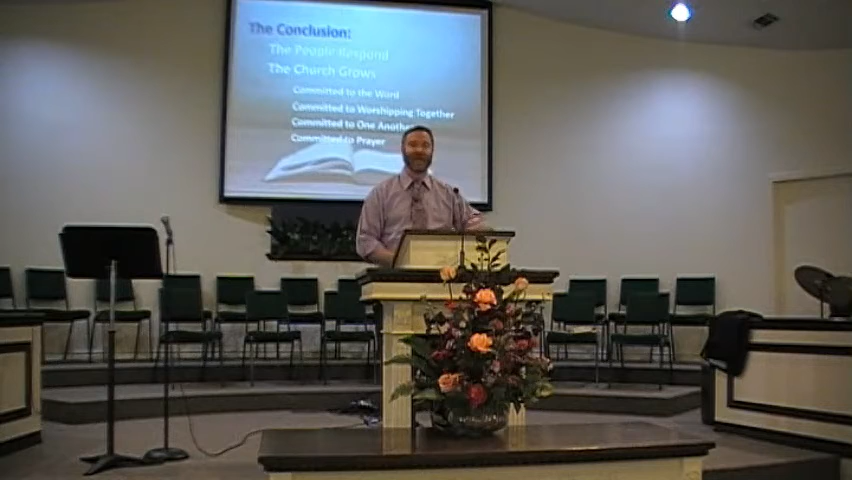 The Conclusion:
The People Respond
The Church Grows
Committed to the Word
Committed to Worshipping Together
Committed to One Another
Committed to Prayer